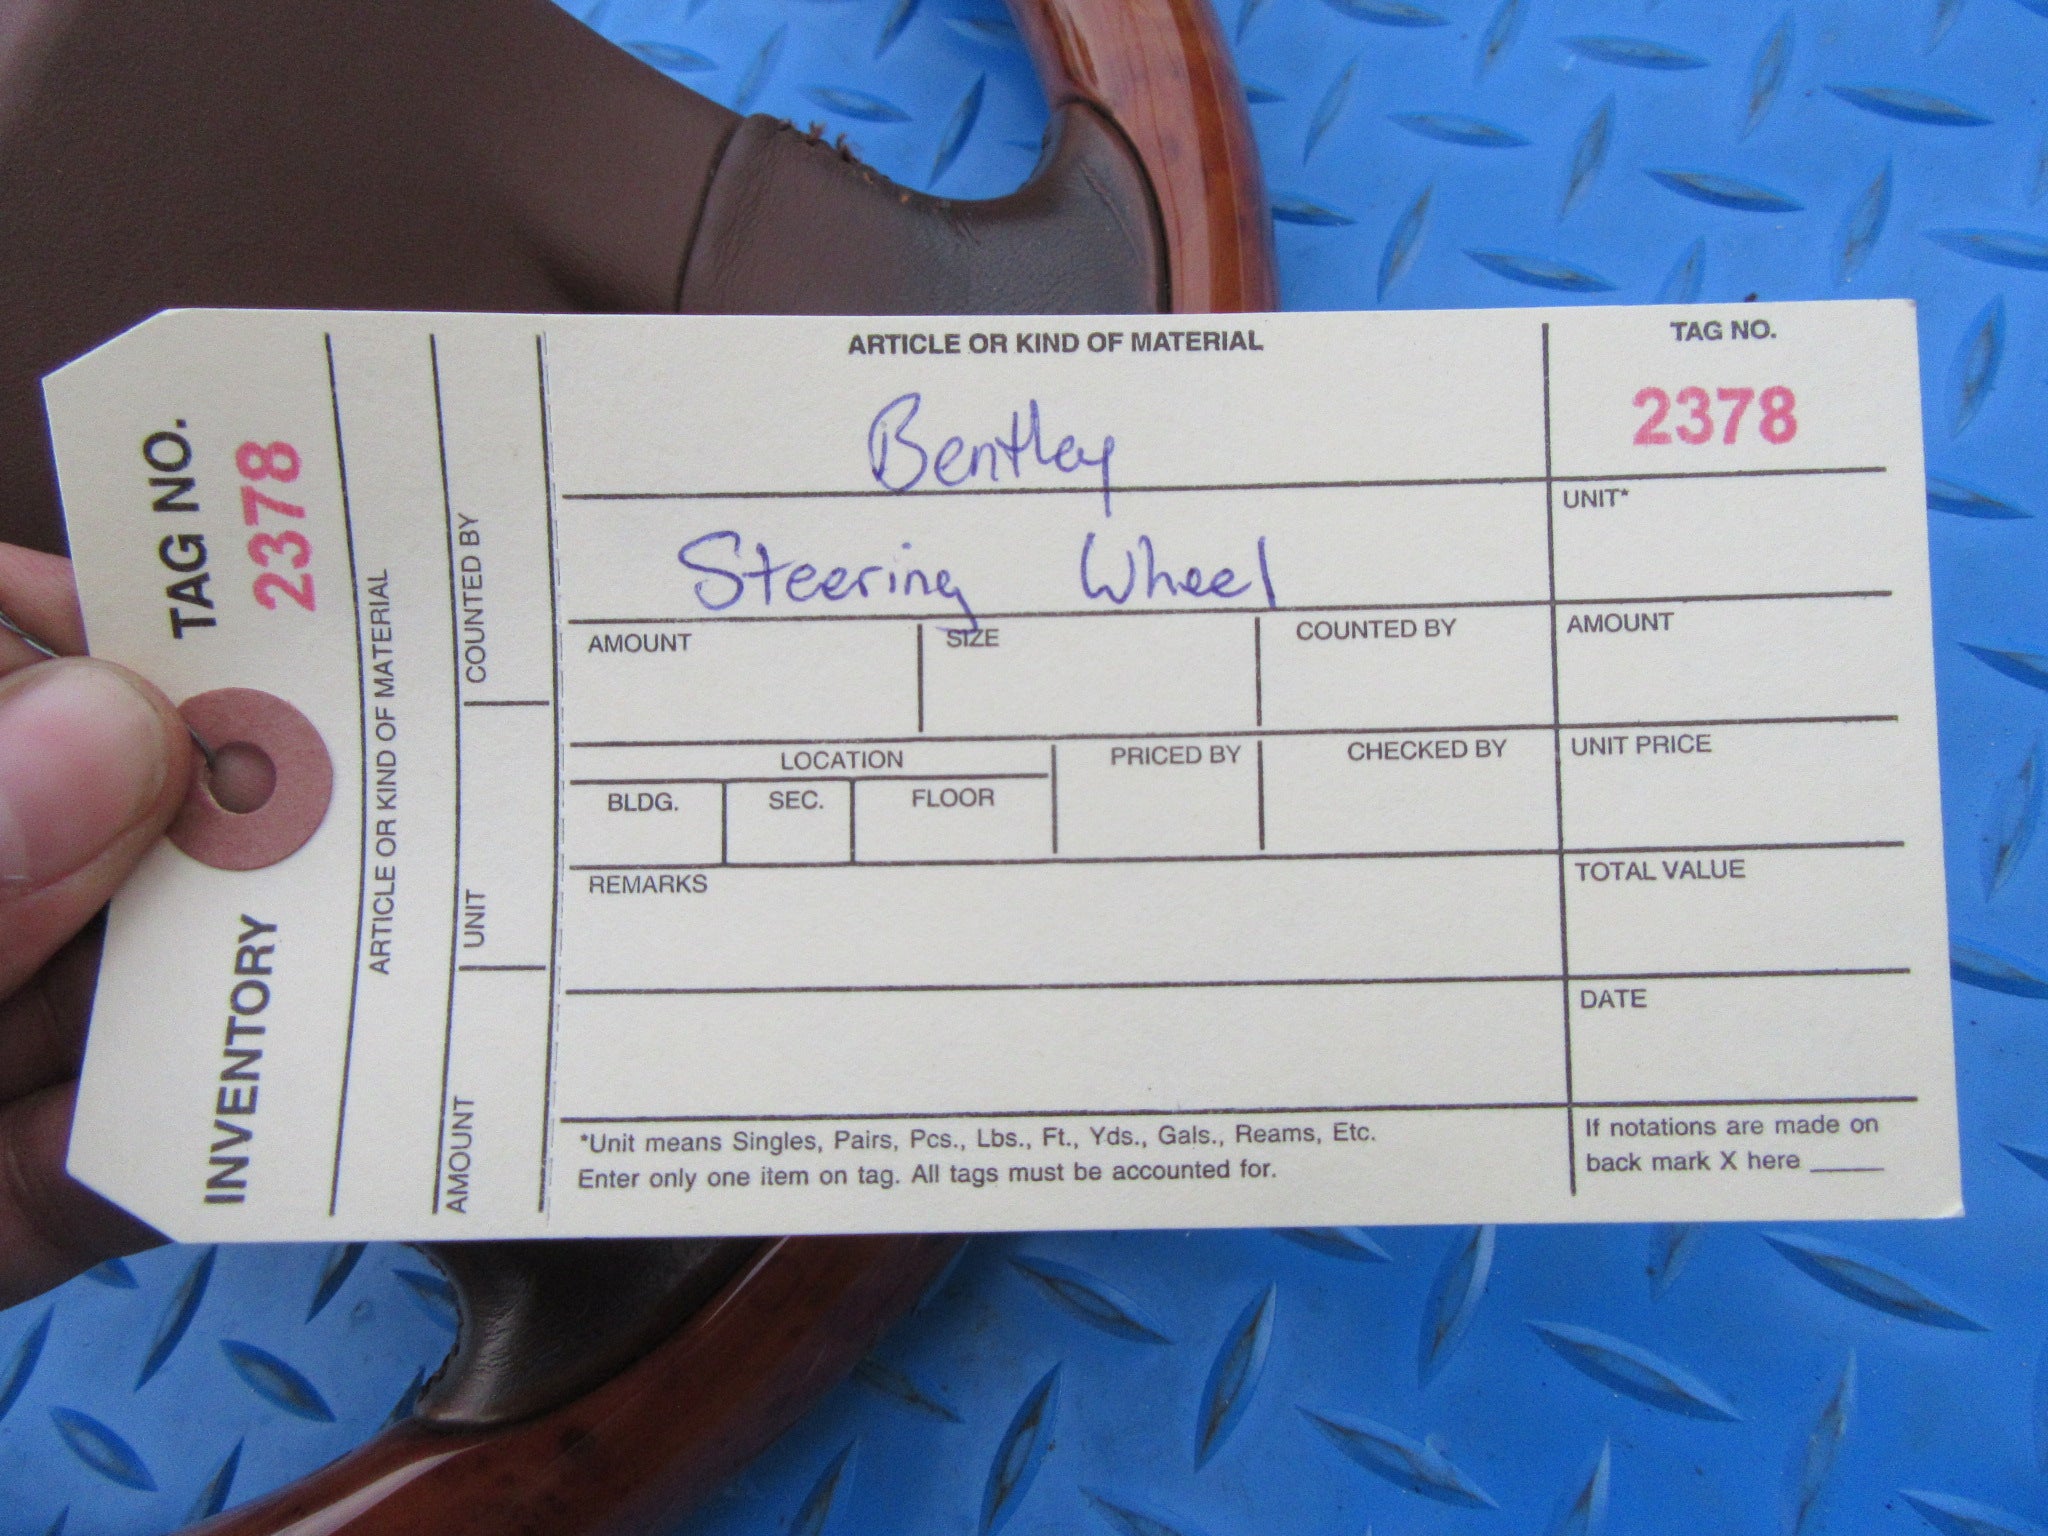 TAG NO.
2378
INVENTORY
ARTICLE OR KIND OF MATERIAL
COUNTED BY
UNIT
AMOUNT
ARTICLE OR KIND OF MATERIAL
Bentley
Steering Wheel
TAG NO.
2378
UNIT*
AMOUNT
SIZE
COUNTED BY
AMOUNT
LOCATION
BLDG.
SEC.
FLOOR
PRICED BY
CHECKED BY
UNIT PRICE
REMARKS
TOTAL VALUE
DATE
*Unit means Singles, Pairs, Pcs., Lbs., Ft., Yds., Gals., Reams, Etc.
Enter only one item on tag. All tags must be accounted for.
If notations are made on
back mark X here _____